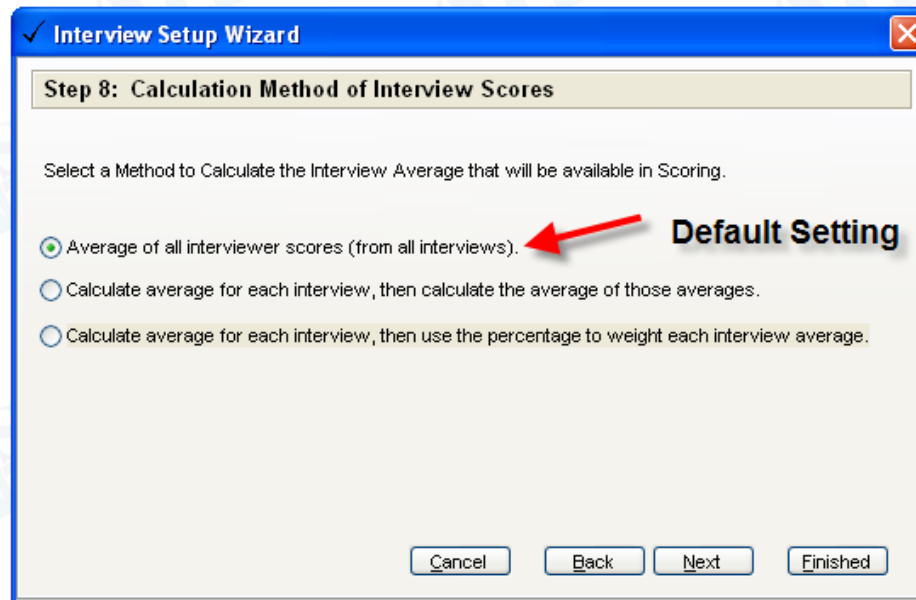 Interview Setup Wizard
Step 8: Calculation Method of Interview Scores
Select a Method to Calculate the Interview Average that will be available in Scoring.
Average of all interviewer scores (from all interviews).
Default Setting
Calculate average for each interview, then calculate the average of those averages.
Calculate average for each interview, then use the percentage to weight each interview average.
Cancel Back Next Finished